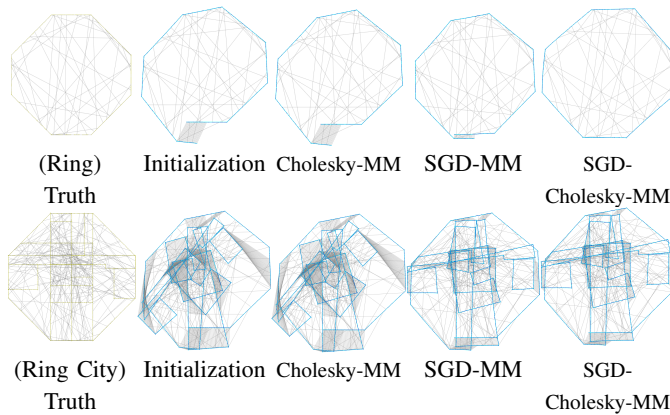 (Ring) Initialization Cholesky-MM SGD-MM SGD-
Truth Cholesky-MM
(Ring City) Initialization Cholesky-MM SGD-MM SGD-
Truth Cholesky-MM